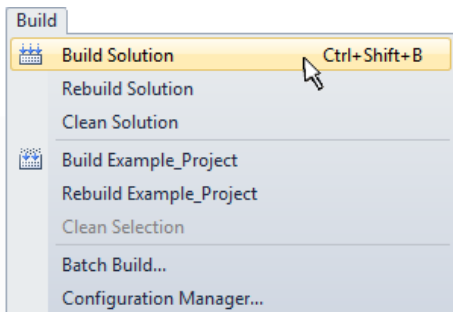 Build
Build Solution Ctrl+Shift+B
Rebuild Solution
Clean Solution
Build Example_Project
Rebuild Example_Project
Clean Selection
Batch Build...
Configuration Manager...